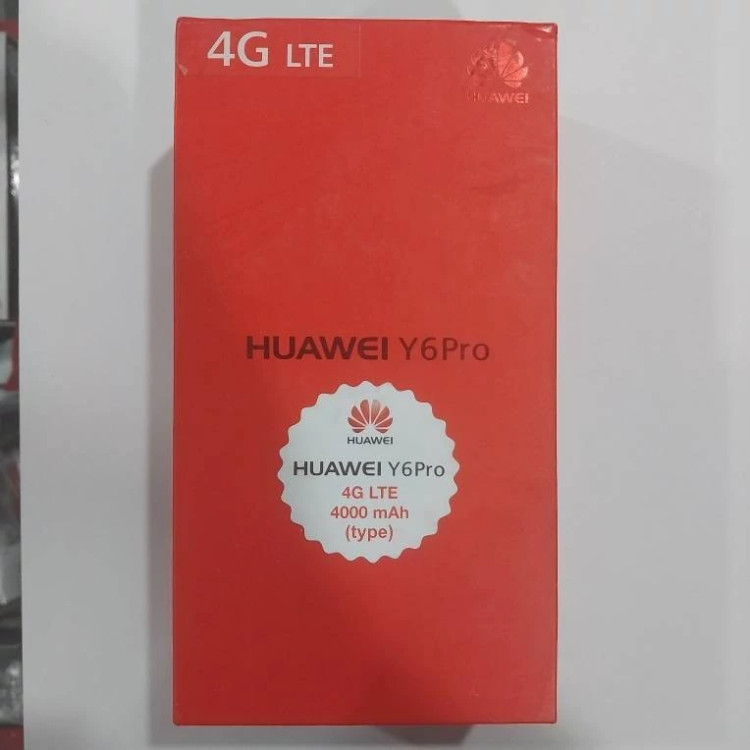 4G LTE
HUAWEI
HUAWEI Y6Pro
HUAWEI
HUAWEI Y6Pro
4G LTE
4000 mAh
(type)